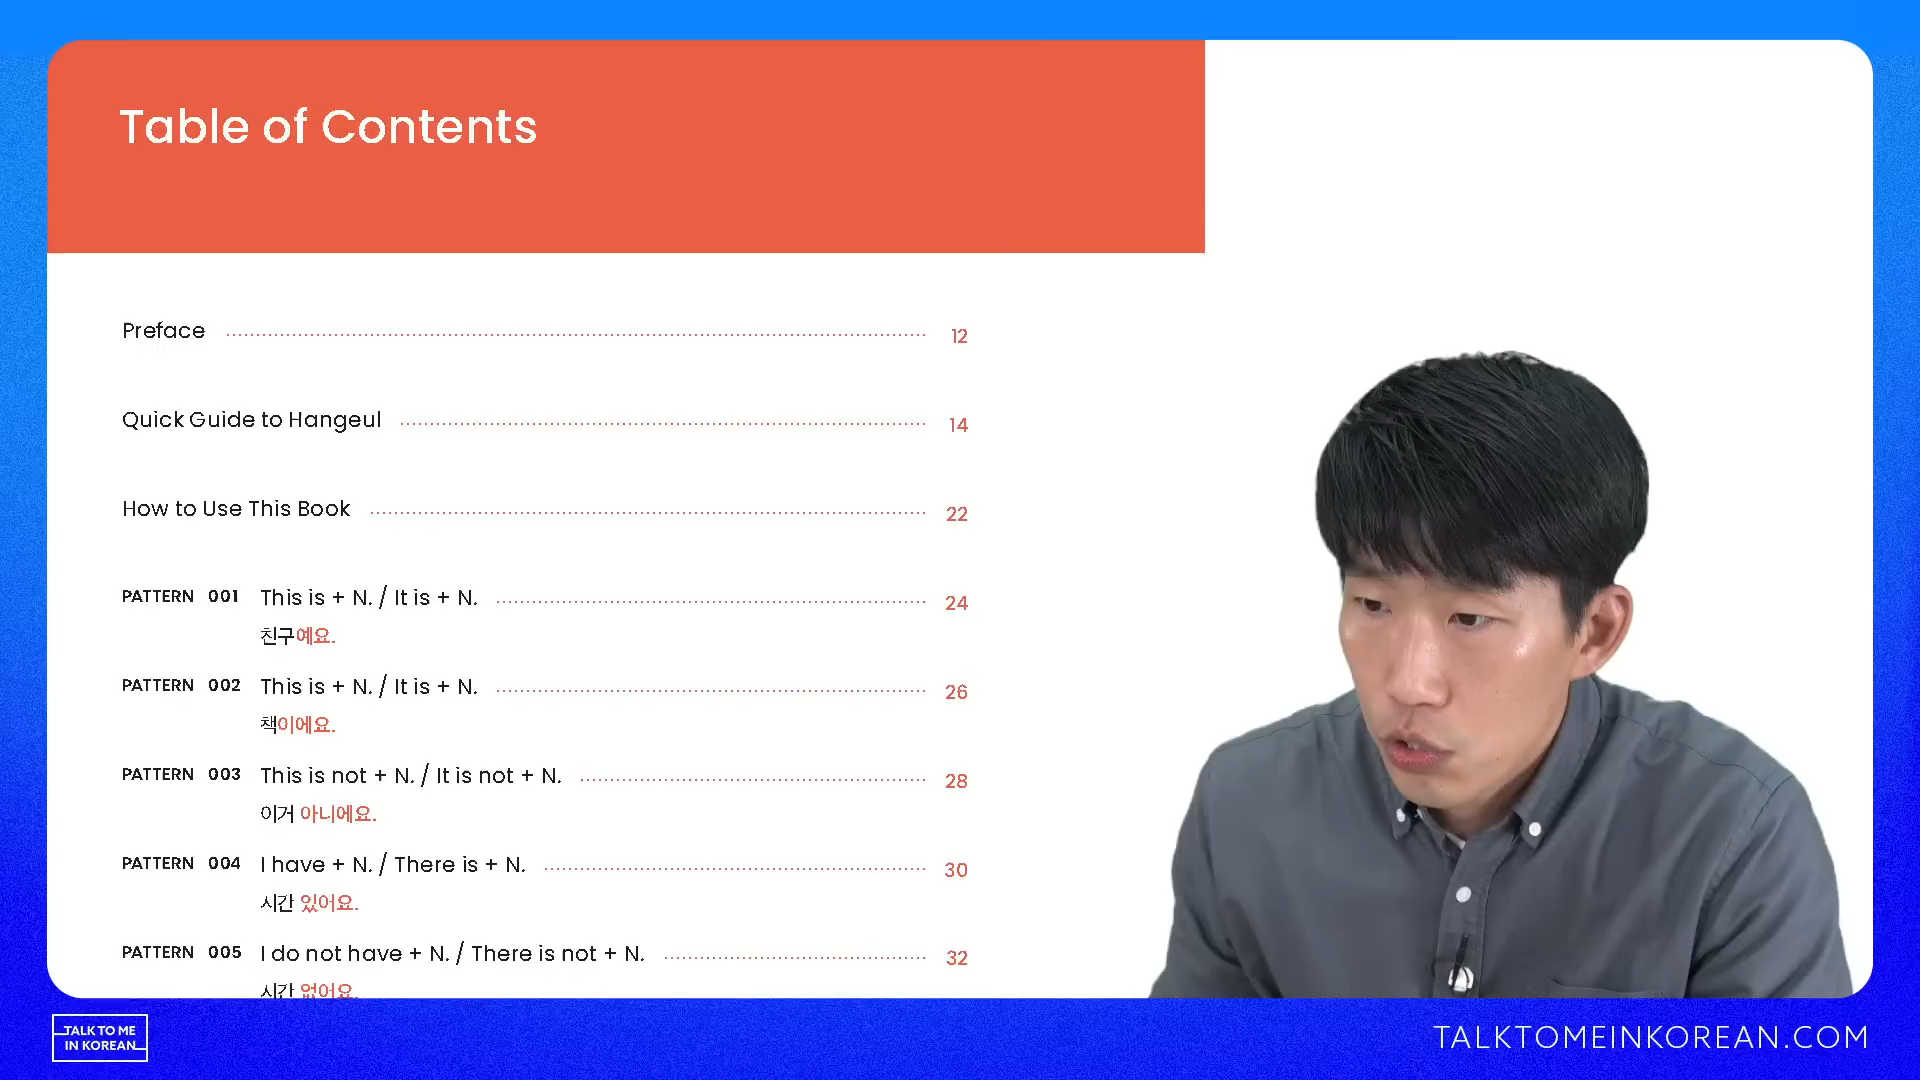 Table of Contents
Preface 12
Quick Guide to Hangeul 14
How to Use This Book 22
PATTERN 001 This is + N. / It is + N. 24
친구예요.
PATTERN 002 This is + N. / It is + N. 26
책이에요.
PATTERN 003 This is not + N. / It is not + N. 28
이거 아니에요.
PATTERN 004 I have + N. / There is + N. 30
시간 있어요.
PATTERN 005 I do not have + N. / There is not + N. 32
시간 없어요.
TALK TO ME
IN KOREAN
TALKTOMEINKOREAN.COM